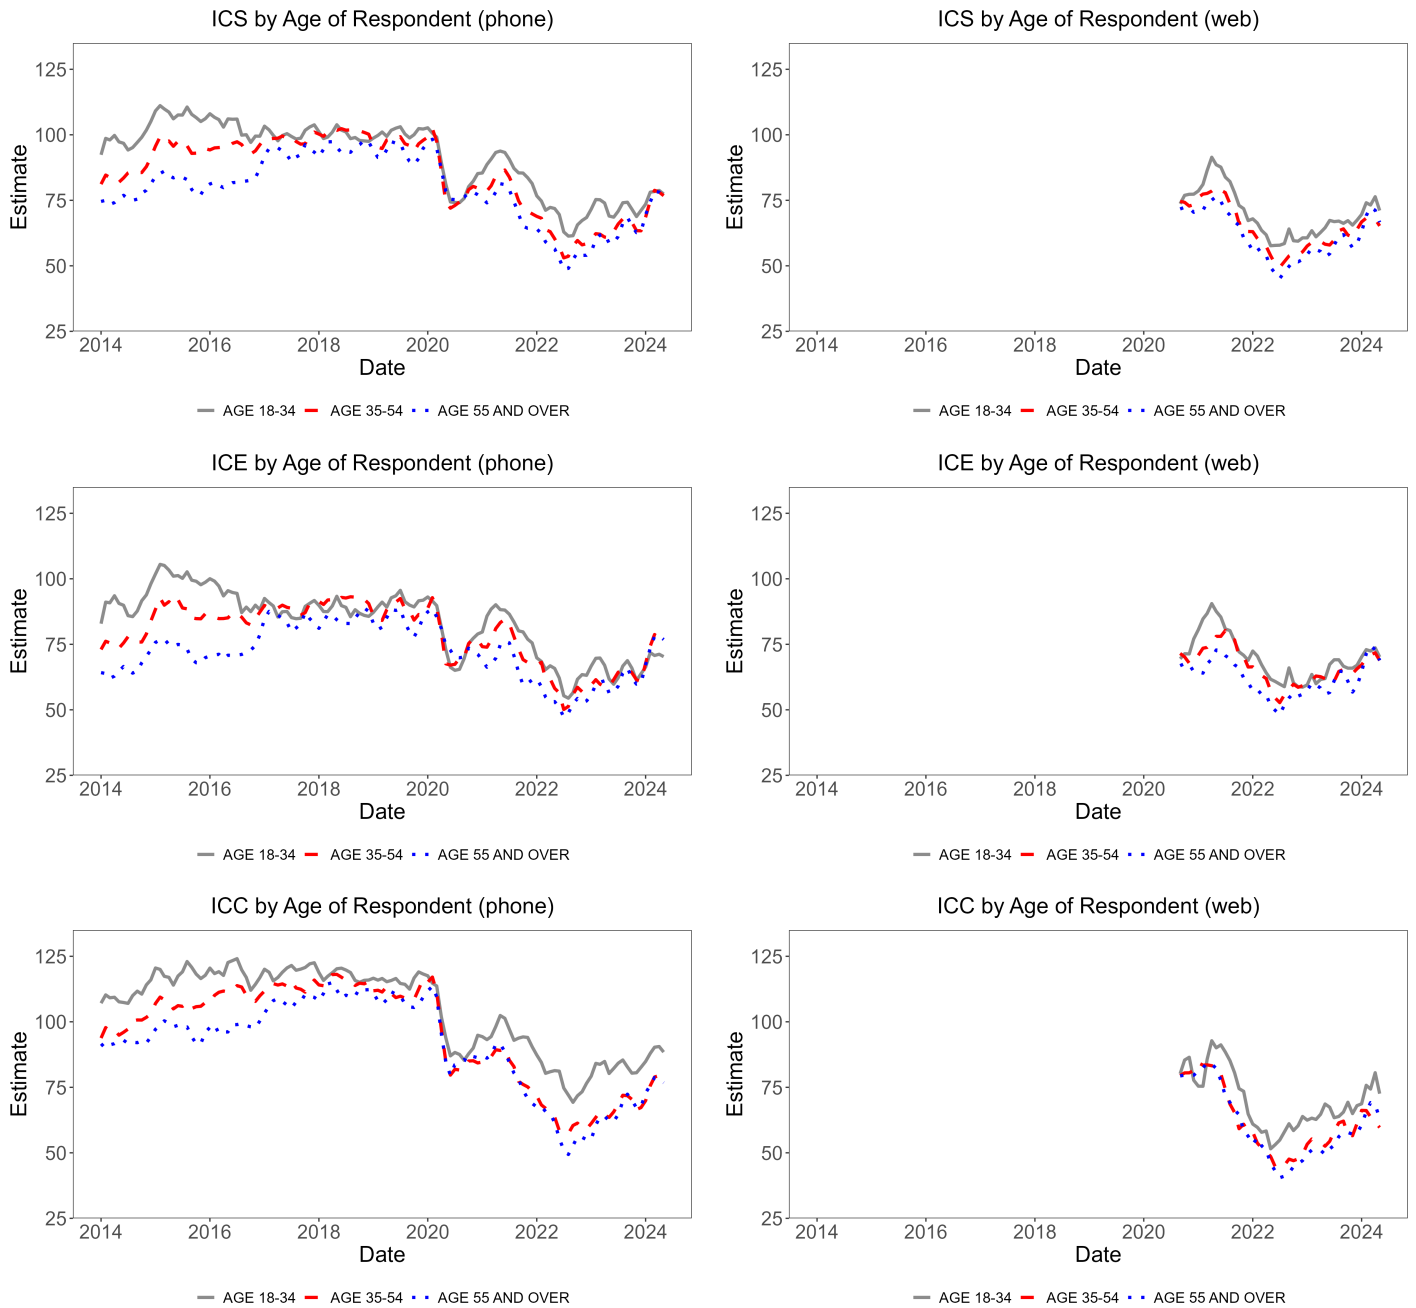 ICS by Age of Respondent (phone)
125
100
75
50
25
Estimate
2014 2016 2018 2020 2022 2024
Date
AGE 18-34 AGE 35-54 AGE 55 AND OVER
ICS by Age of Respondent (web)
125
100
75
50
25
Estimate
2014 2016 2018 2020 2022 2024
Date
AGE 18-34 AGE 35-54 AGE 55 AND OVER
ICE by Age of Respondent (phone)
125
100
75
50
25
Estimate
2014 2016 2018 2020 2022 2024
Date
AGE 18-34 AGE 35-54 AGE 55 AND OVER
ICE by Age of Respondent (web)
125
100
75
50
25
Estimate
2014 2016 2018 2020 2022 2024
Date
AGE 18-34 AGE 35-54 AGE 55 AND OVER
ICC by Age of Respondent (phone)
125
100
75
50
25
Estimate
2014 2016 2018 2020 2022 2024
Date
AGE 18-34 AGE 35-54 AGE 55 AND OVER
ICC by Age of Respondent (web)
125
100
75
50
25
Estimate
2014 2016 2018 2020 2022 2024
Date
AGE 18-34 AGE 35-54 AGE 55 AND OVER